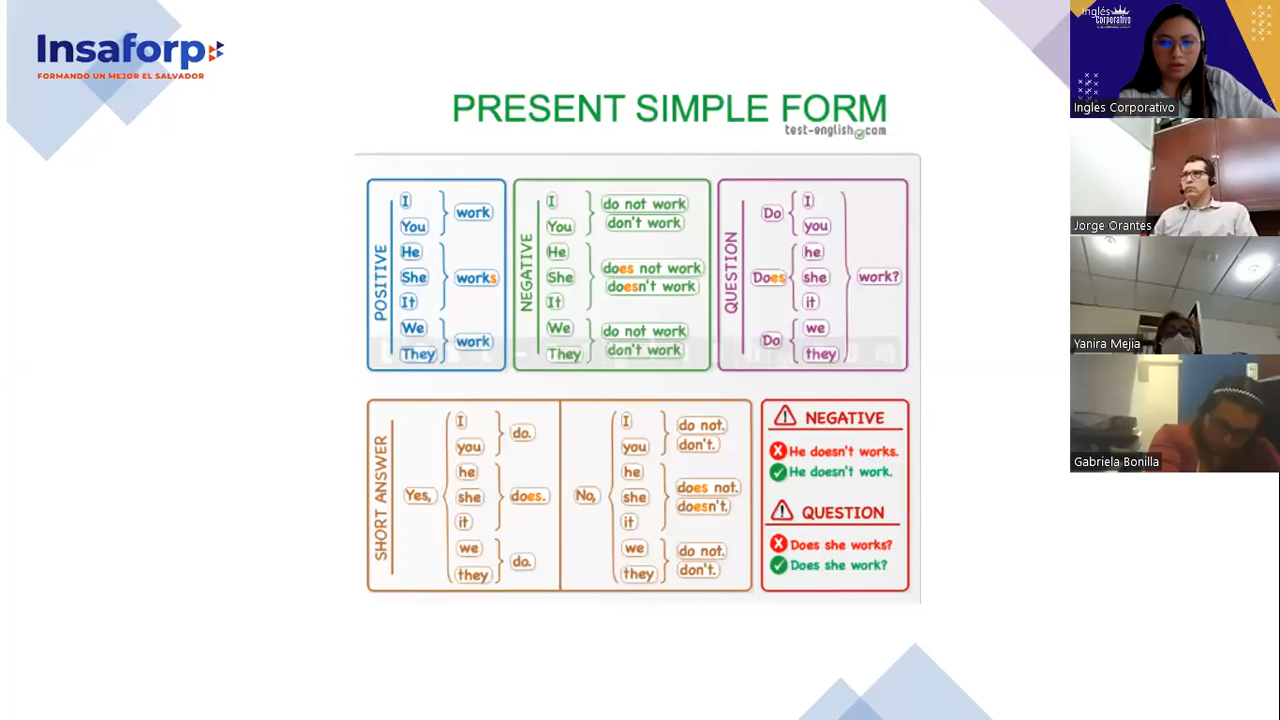 Insaforp
FORMANDO UN MEJOR EL SALVADOR
PRESENT SIMPLE FORM
test-english.com
POSITIVE
I
You
work
He
She
It
works
We
They
work
NEGATIVE
I
You
do not work
don't work
He
She
It
does not work
doesn't work
We
They
do not work
don't work
QUESTION
Do
I
you
Does
he
she
it
Do
we
they
work?
SHORT ANSWER
Yes,
I
you
do.
he
she
it
does.
we
they
do.
No,
I
you
do not.
don't.
he
she
it
does not.
doesn't.
we
they
do not.
don't.
NEGATIVE
He doesn't works.
He doesn't work.
QUESTION
Does she works?
Does she work?
Inglés
Corporativo
Ingles Corporativo
Jorge Orantes
Yanira Mejia
Gabriela Bonilla